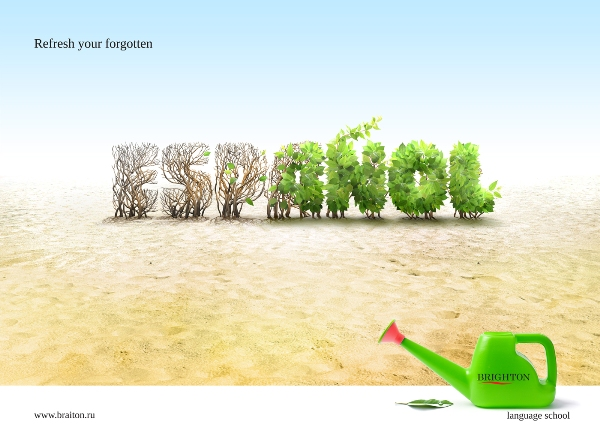 Refresh your forgotten
ESPAÑOL
BRIGHTON
www.braiton.ru
language school